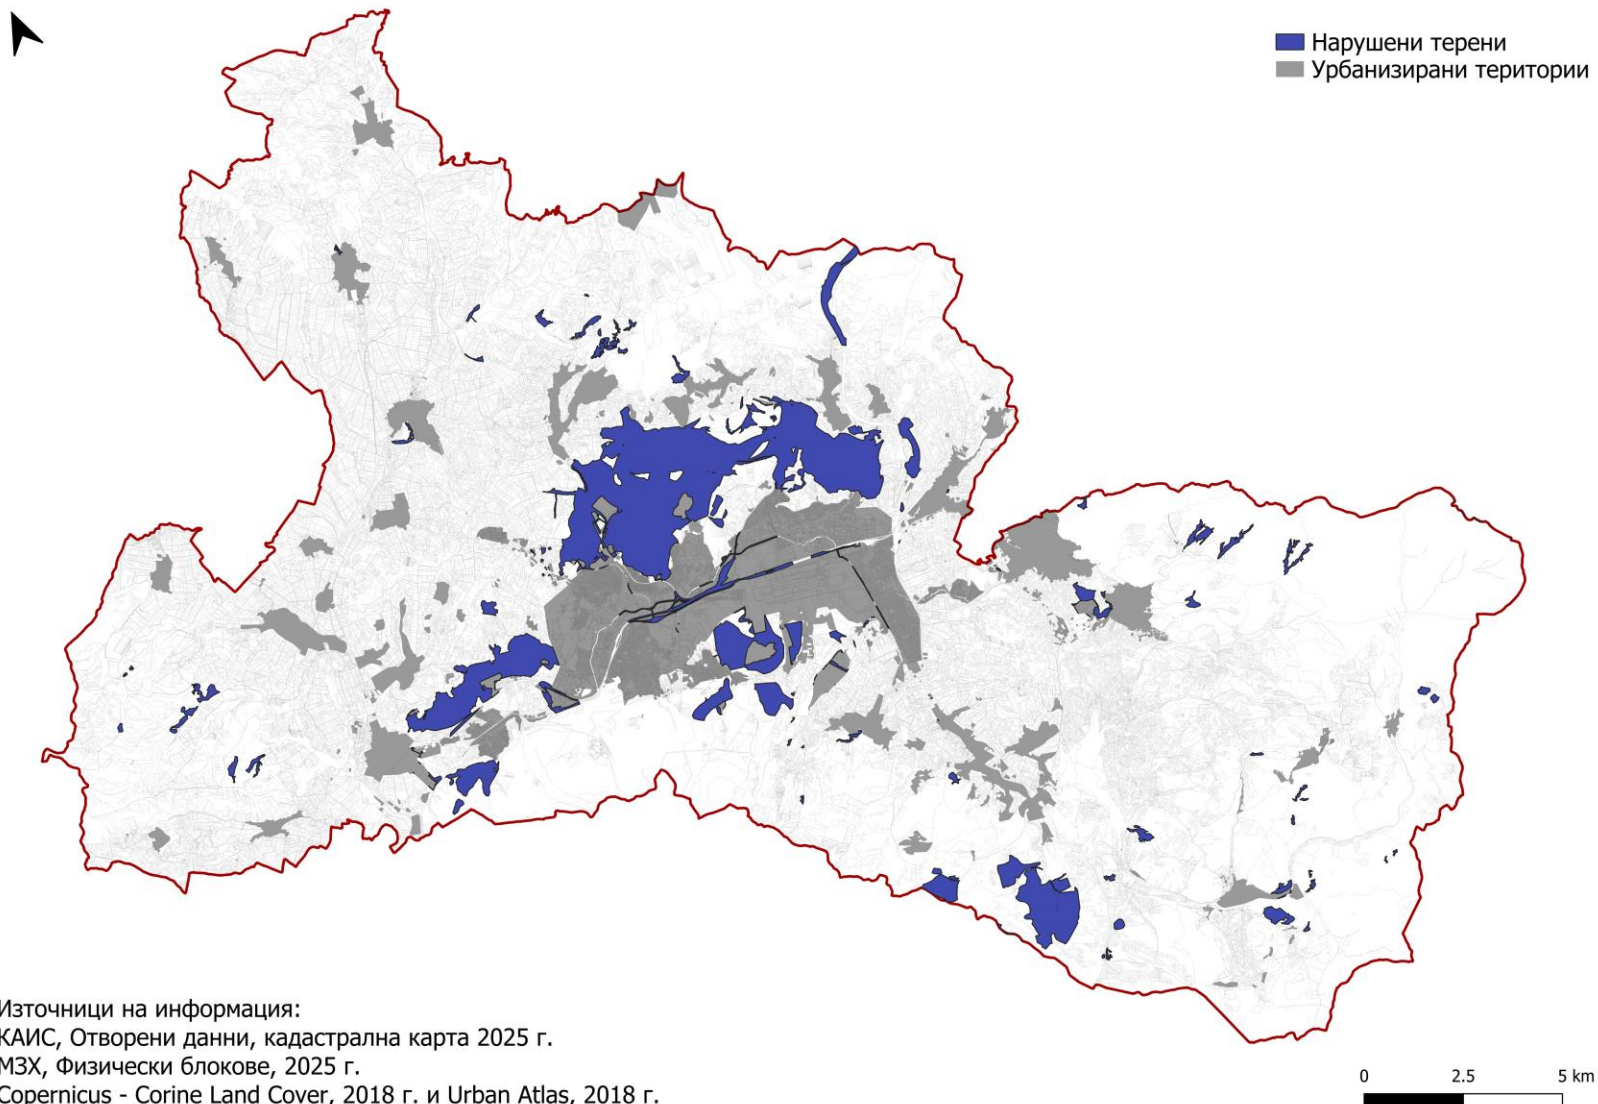 Нарушени терени
Урбанизирани територии
Източници на информация:
КАИС, Отворени данни, кадастрална карта 2025 г.
МЗХ, Физически блокове, 2025 г.
Copernicus - Corine Land Cover, 2018 г. и Urban Atlas, 2018 г.
0 2.5 5 km